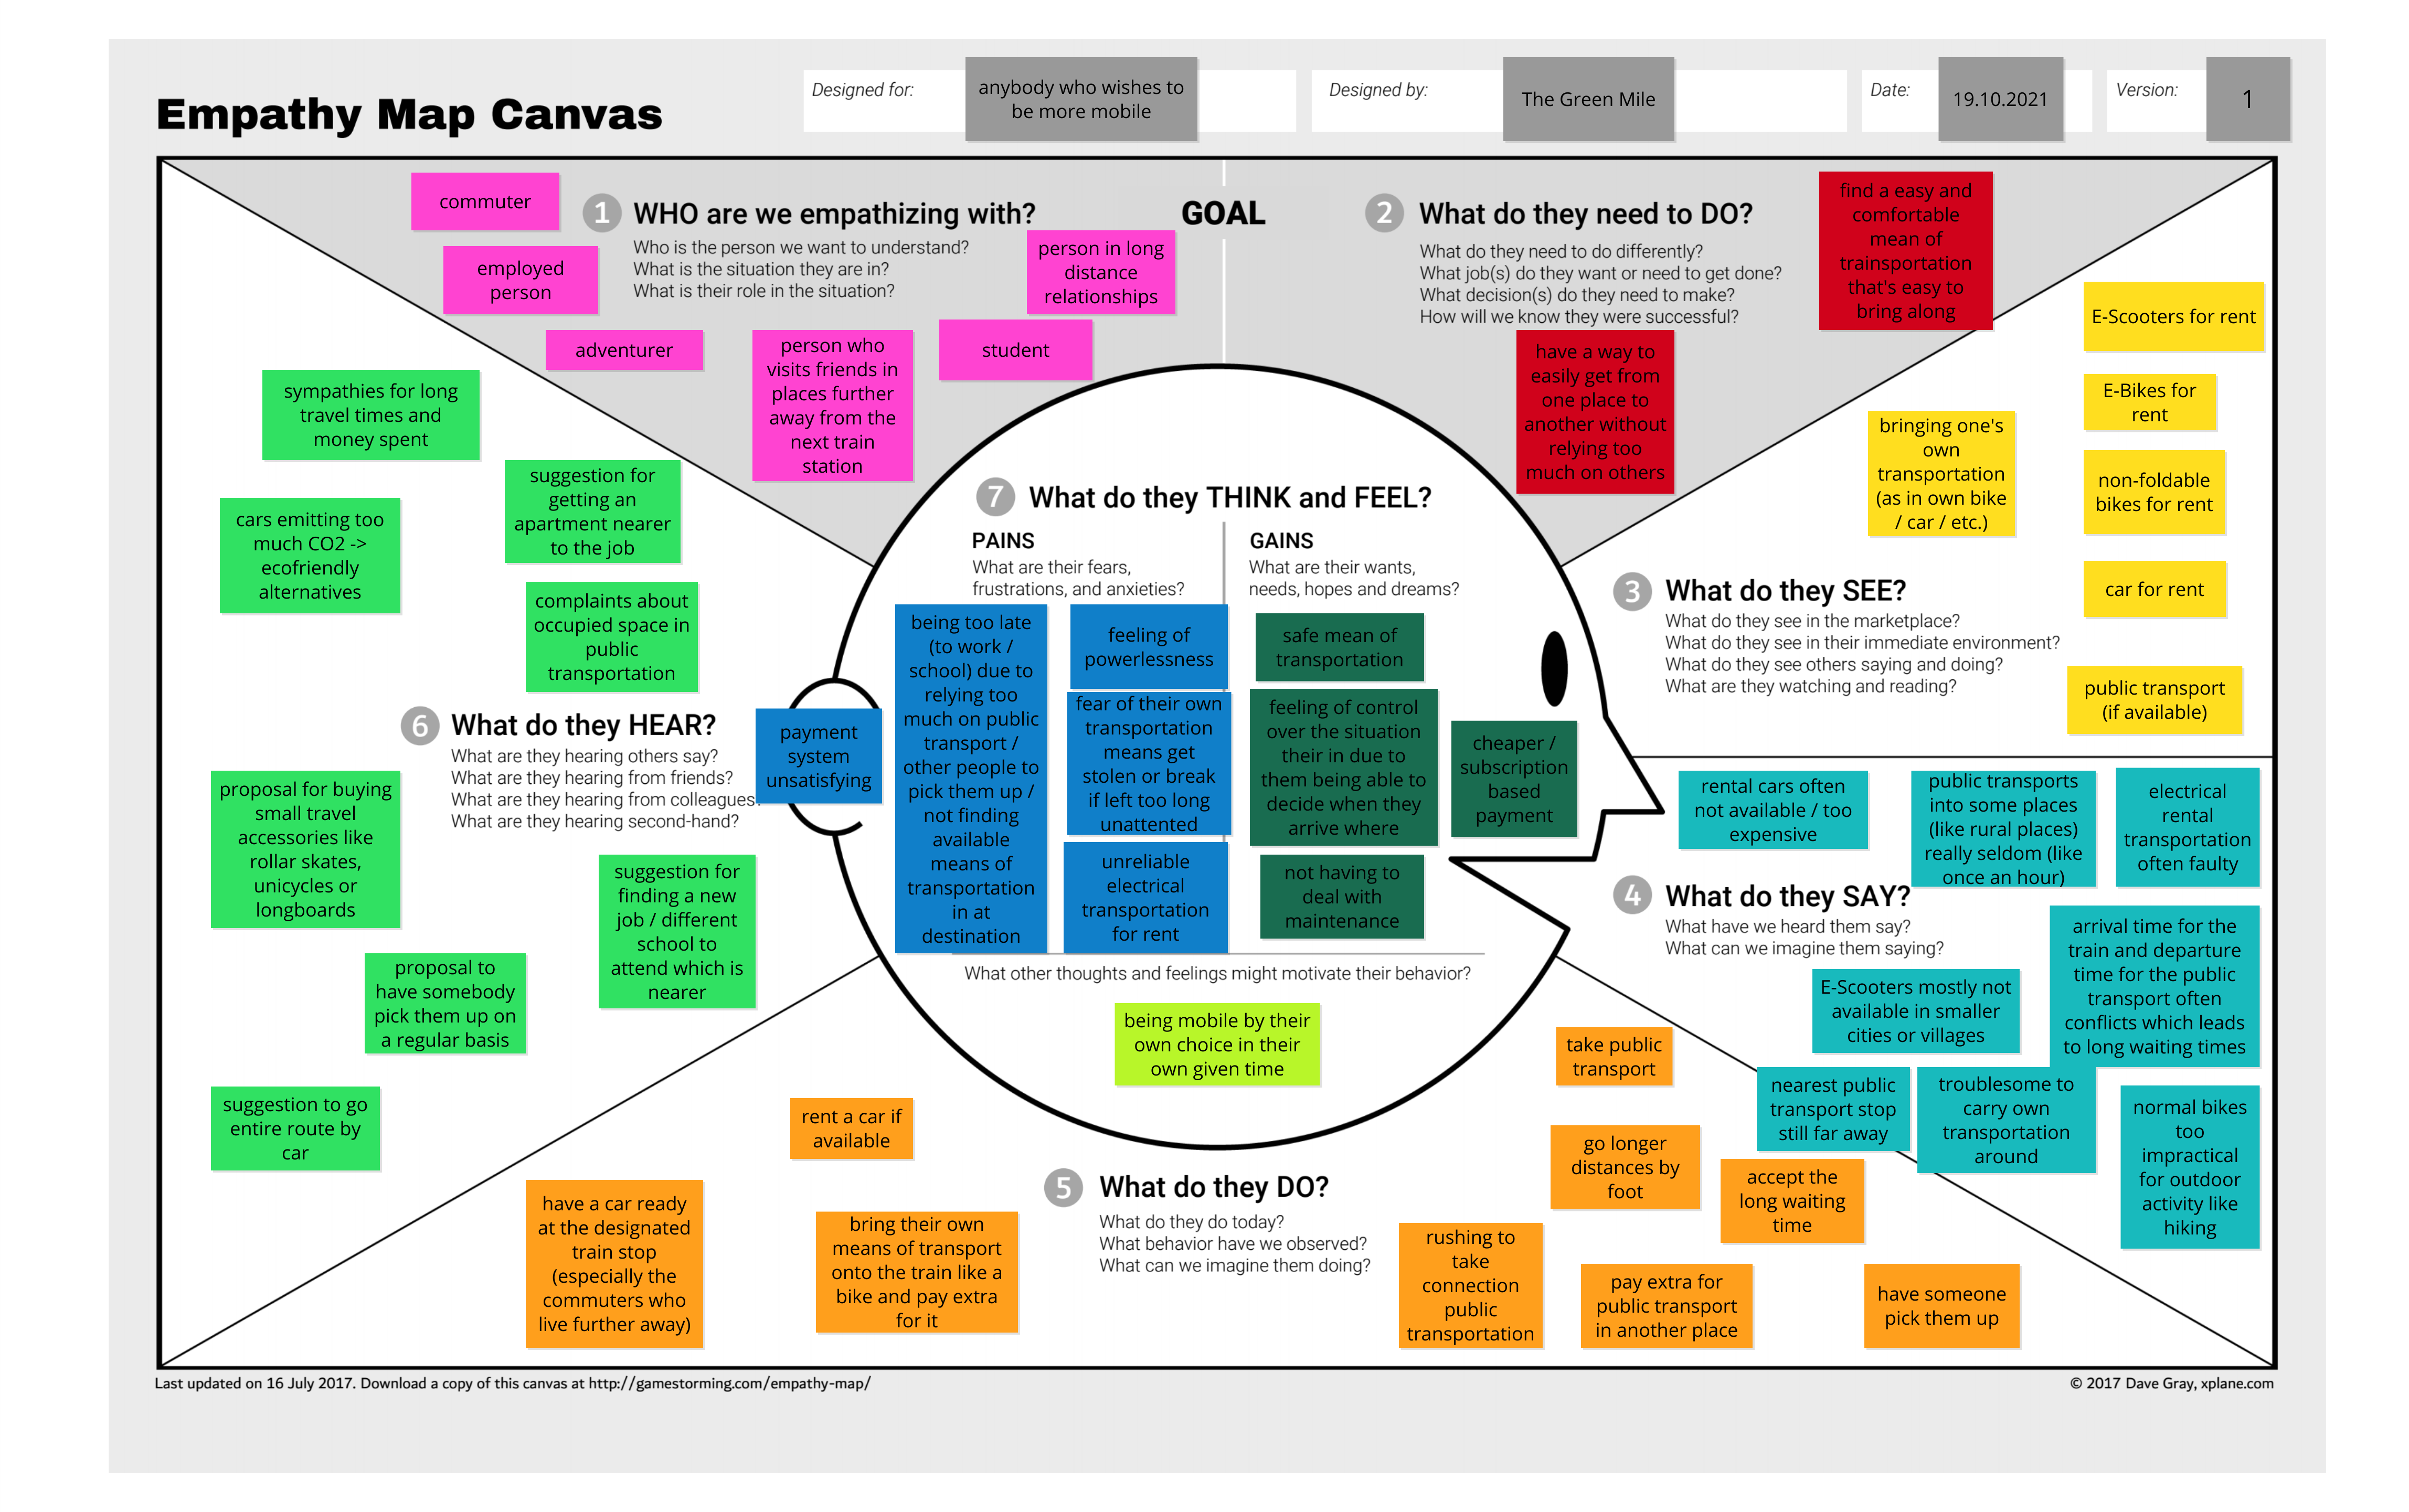 Empathy Map Canvas
Designed for:
anybody who wishes to
be more mobile
Designed by:
The Green Mile
Date:
19.10.2021
Version:
1
GOAL
1 WHO are we empathizing with?
Who is the person we want to understand?
What is the situation they are in?
What is their role in the situation?
commuter
employed
person
adventurer
person who
visits friends in
places further
away from the
next train
station
student
person in long
distance
relationships
2 What do they need to DO?
What do they need to do differently?
What job(s) do they want or need to get done?
What decision(s) do they need to make?
How will we know they were successful?
find a easy and
comfortable
mean of
trainsportation
that's easy to
bring along
have a way to
easily get from
one place to
another without
relying too
much on others
3 What do they SEE?
What do they see in the marketplace?
What do they see in their immediate environment?
What do they see others saying and doing?
What are they watching and reading?
E-Scooters for rent
E-Bikes for
rent
bringing one's
own
transportation
(as in own bike
/ car / etc.)
non-foldable
bikes for rent
car for rent
public transport
(if available)
4 What do they SAY?
What have we heard them say?
What can we imagine them saying?
rental cars often
not available / too
expensive
public transports
into some places
(like rural places)
really seldom (like
once an hour)
electrical
rental
transportation
often faulty
arrival time for the
train and departure
time for the public
transport often
conflicts which leads
to long waiting times
E-Scooters mostly not
available in smaller
cities or villages
nearest public
transport stop
still far away
troublesome to
carry own
transportation
around
normal bikes
too
impractical
for outdoor
activity like
hiking
5 What do they DO?
What do they do today?
What behavior have we observed?
What can we imagine them doing?
take public
transport
go longer
distances by
foot
accept the
long waiting
time
rushing to
take
connection
public
transportation
pay extra for
public transport
in another place
have someone
pick them up
rent a car if
available
have a car ready
at the designated
train stop
(especially the
commuters who
live further away)
bring their own
means of transport
onto the train like a
bike and pay extra
for it
6 What do they HEAR?
What are they hearing others say?
What are they hearing from friends?
What are they hearing from colleagues?
What are they hearing second-hand?
sympathies for long
travel times and
money spent
suggestion for
getting an
apartment nearer
to the job
cars emitting too
much CO2 ->
ecofriendly
alternatives
complaints about
occupied space in
public
transportation
proposal for buying
small travel
accessories like
rollar skates,
unicycles or
longboards
suggestion for
finding a new
job / different
school to
attend which is
nearer
proposal to
have somebody
pick them up on
a regular basis
suggestion to go
entire route by
car
7 What do they THINK and FEEL?
PAINS
What are their fears,
frustrations, and anxieties?
payment
system
unsatisfying
being too late
(to work /
school) due to
relying too
much on public
transport /
other people to
pick them up /
not finding
available
means of
transportation
in at
destination
feeling of
powerlessness
fear of their own
transportation
means get
stolen or break
if left too long
unattented
unreliable
electrical
transportation
for rent
GAINS
What are their wants,
needs, hopes and dreams?
safe mean of
transportation
feeling of control
over the situation
their in due to
them being able to
decide when they
arrive where
cheaper /
subscription
based
payment
not having to
deal with
maintenance
What other thoughts and feelings might motivate their behavior?
being mobile by their
own choice in their
own given time
Last updated on 16 July 2017. Download a copy of this canvas at http://gamestorming.com/empathy-map/
© 2017 Dave Gray, xplane.com